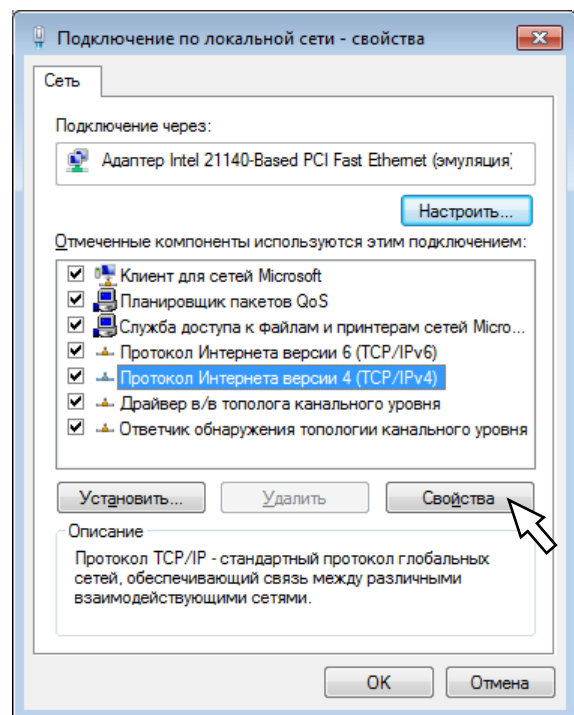 Подключение по локальной сети - свойства
Сеть
Подключение через:
Адаптер Intel 21140-Based PCI Fast Ethernet (эмуляция)
Настроить...
Отмеченные компоненты используются этим подключением:
Клиент для сетей Microsoft
Планировщик пакетов QoS
Служба доступа к файлам и принтерам сетей Micro...
Протокол Интернета версии 6 (TCP/IPv6)
Протокол Интернета версии 4 (TCP/IPv4)
Драйвер в/в тополога канального уровня
Ответчик обнаружения топологии канального уровня
Установить...
Удалить
Свойства
Описание
Протокол TCP/IP - стандартный протокол глобальных
сетей, обеспечивающий связь между различными
взаимодействующими сетями.
OK
Отмена